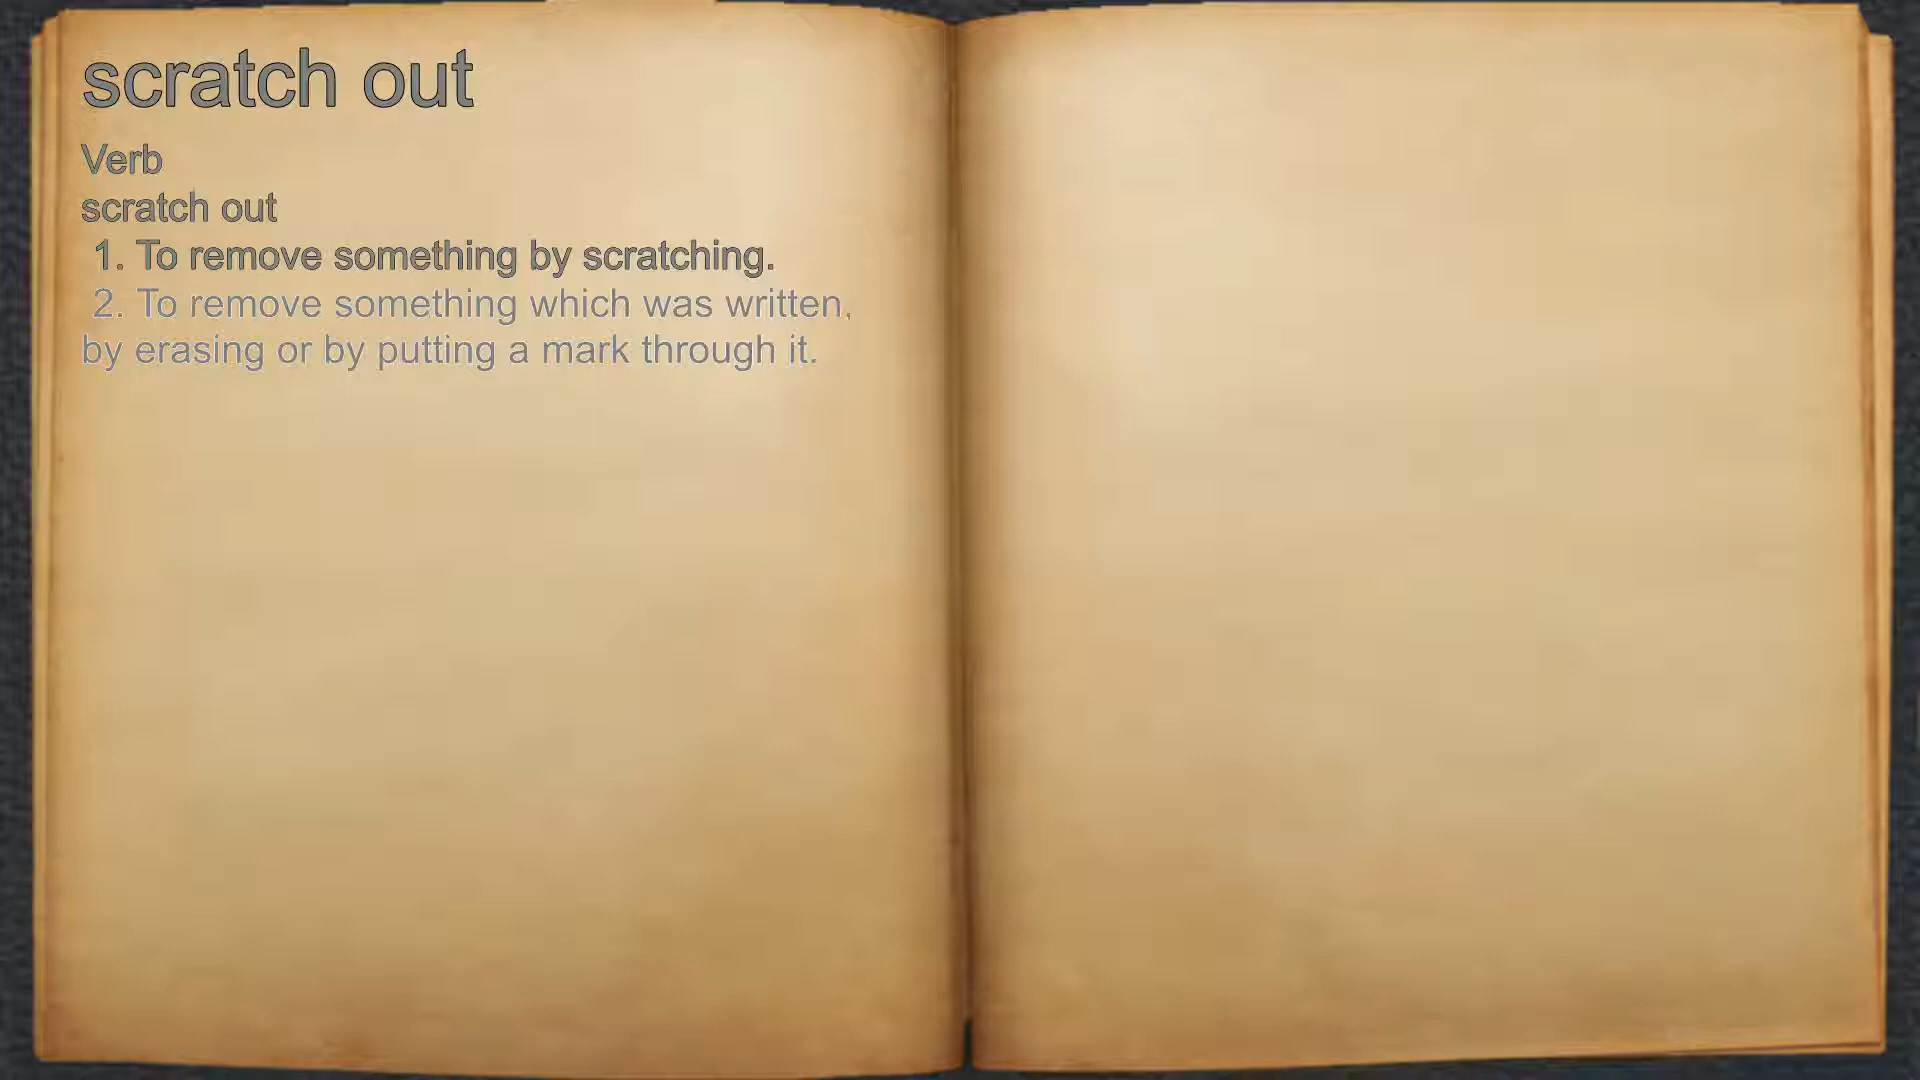 scratch out
Verb
scratch out
1. To remove something by scratching.
2. To remove something which was written,
by erasing or by putting a mark through it.